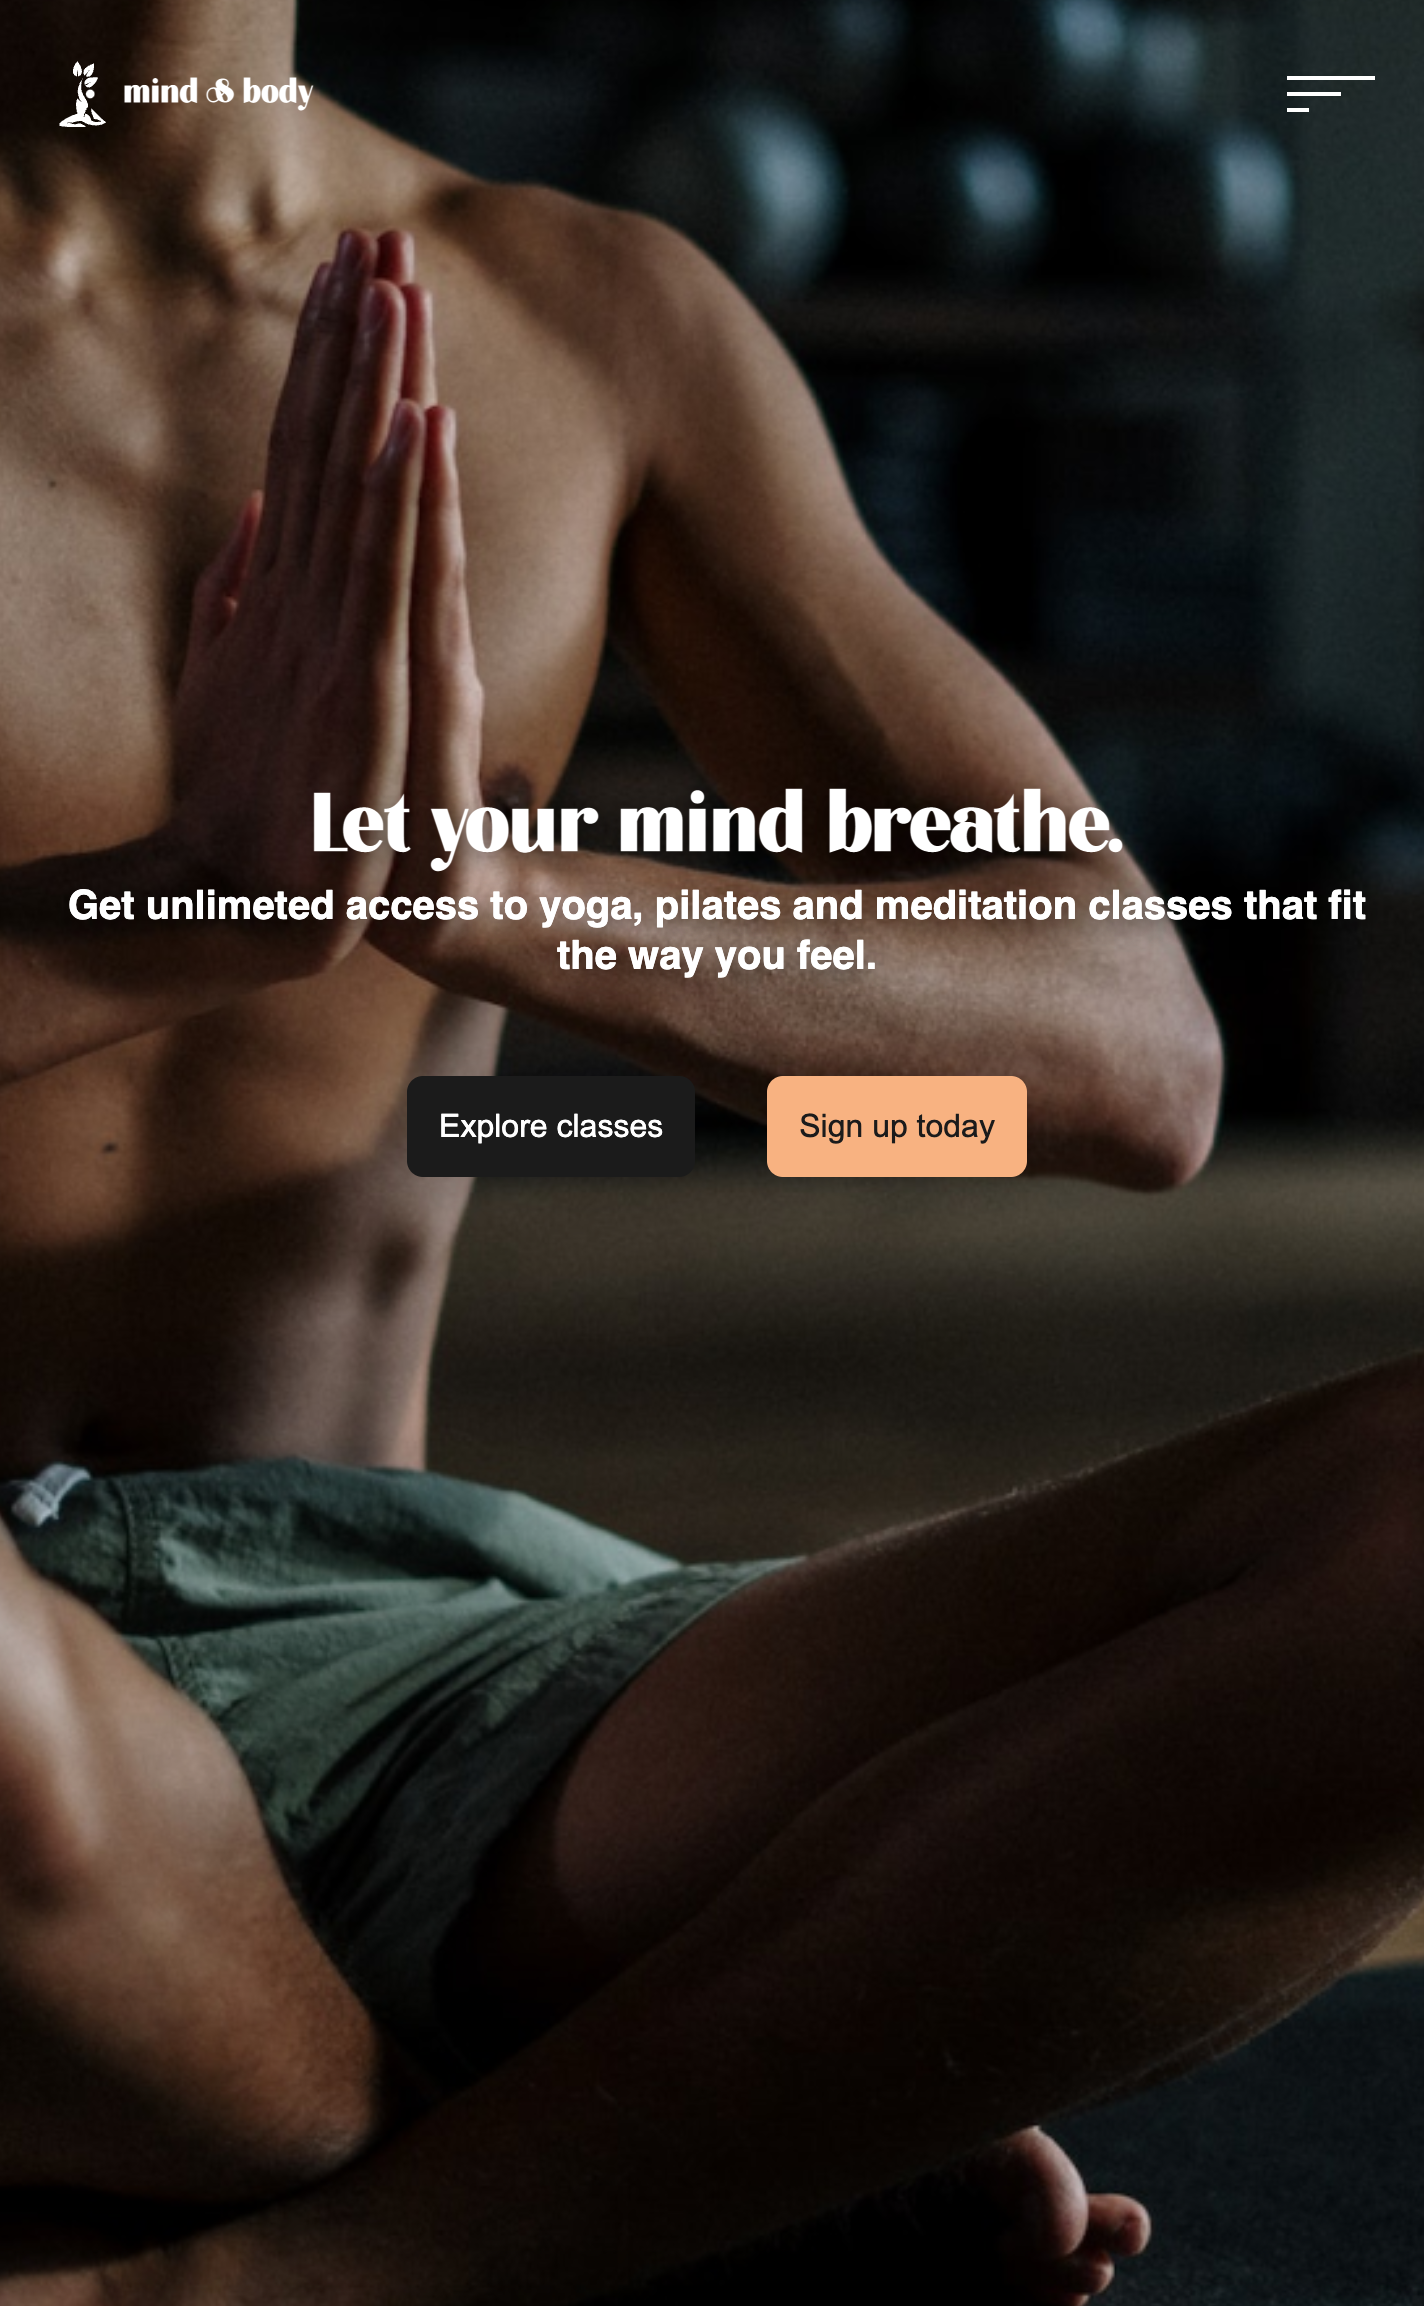 mind & body
Let your mind breathe.
Get unlimeted access to yoga, pilates and meditation classes that fit
the way you feel.
Explore classes
Sign up today